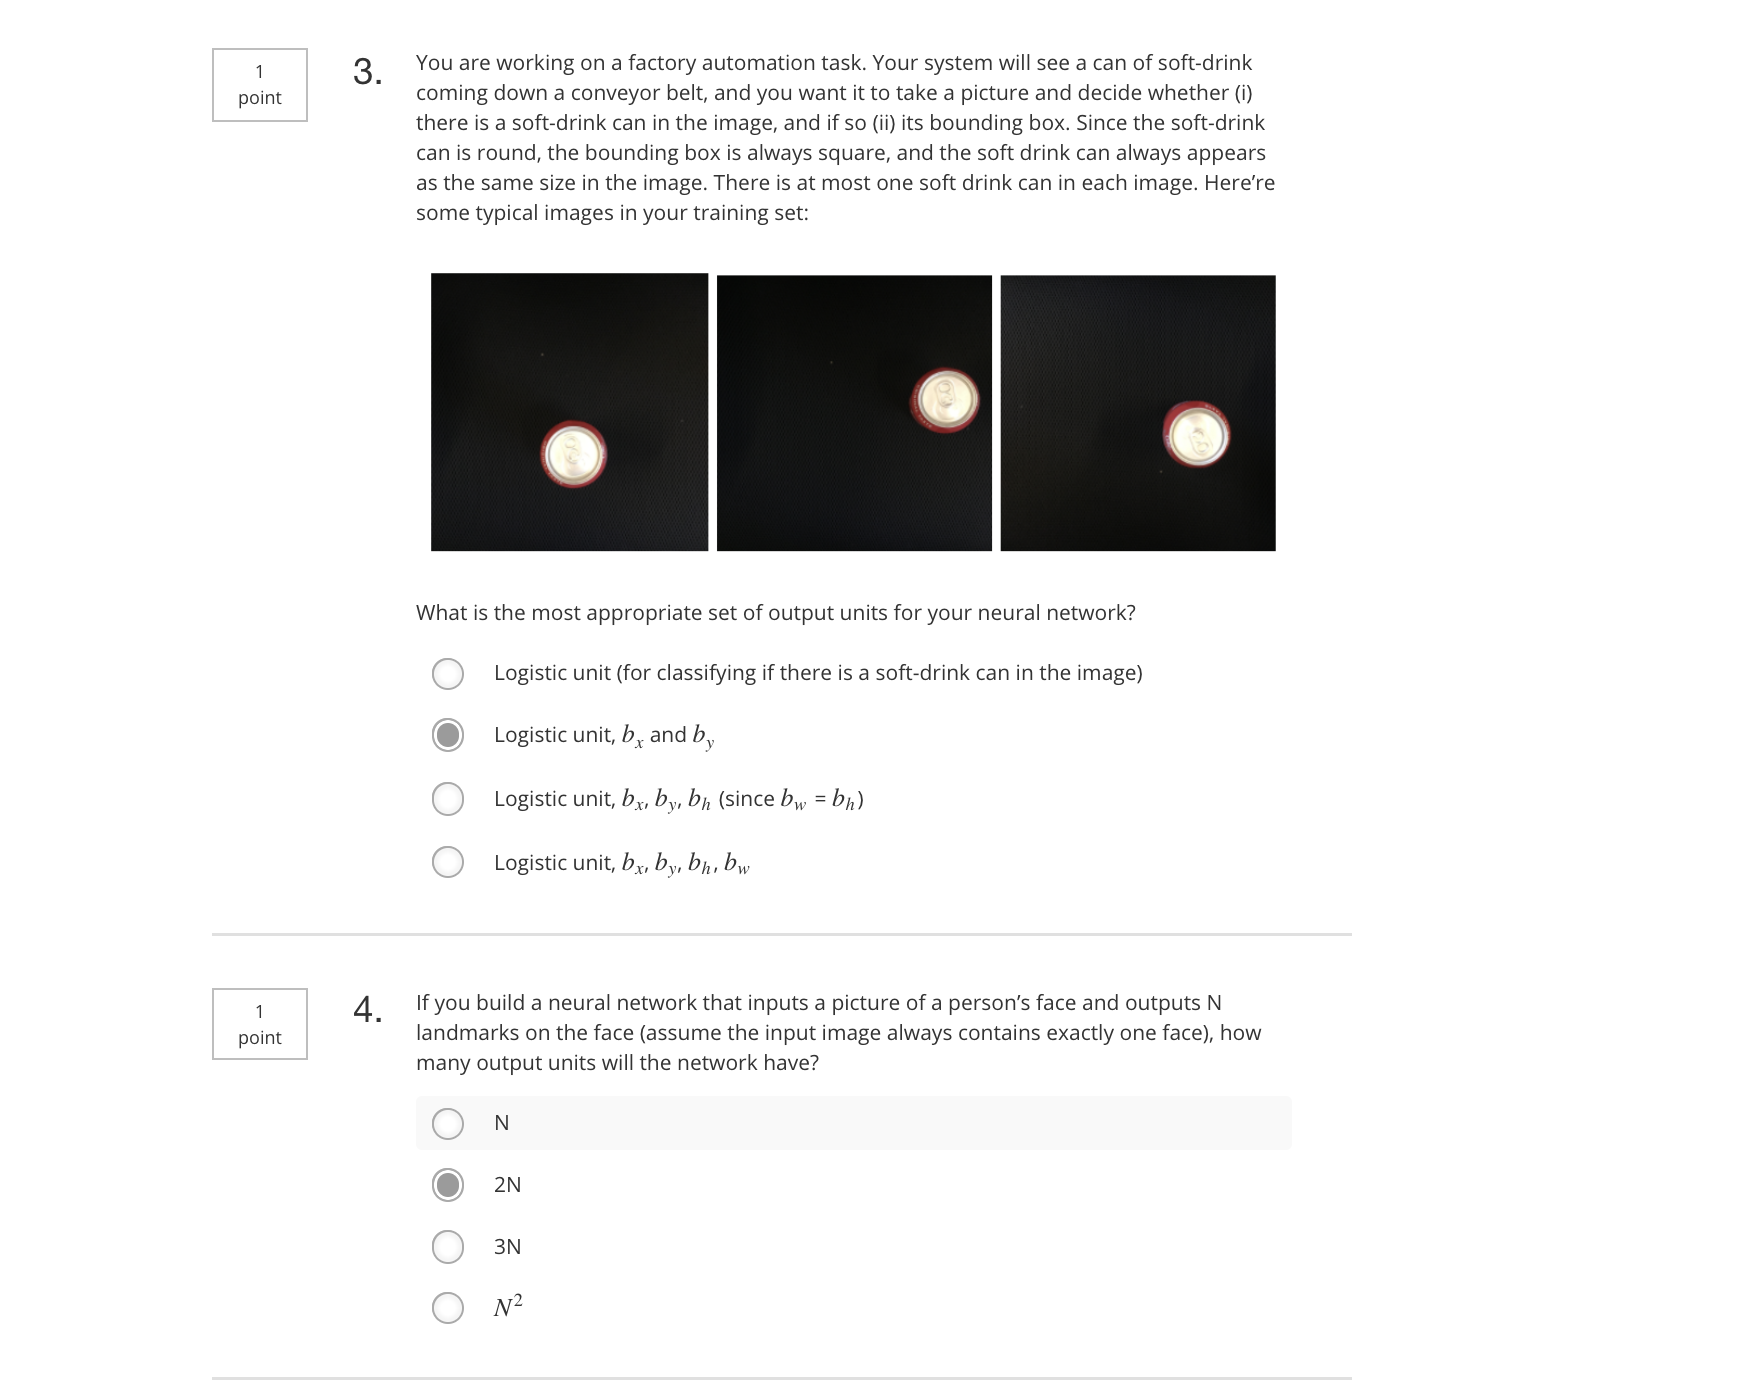 1
point
3.
You are working on a factory automation task. Your system will see a can of soft-drink
coming down a conveyor belt, and you want it to take a picture and decide whether (i)
there is a soft-drink can in the image, and if so (ii) its bounding box. Since the soft-drink
can is round, the bounding box is always square, and the soft drink can always appears
as the same size in the image. There is at most one soft drink can in each image. Here’re
some typical images in your training set:
What is the most appropriate set of output units for your neural network?
Logistic unit (for classifying if there is a soft-drink can in the image)
Logistic unit, b_x and b_y
Logistic unit, b_x, b_y, b_h (since b_w = b_h)
Logistic unit, b_x, b_y, b_h, b_w
1
point
4.
If you build a neural network that inputs a picture of a person’s face and outputs N
landmarks on the face (assume the input image always contains exactly one face), how
many output units will the network have?
N
2N
3N
N²